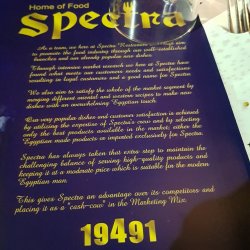 Home of Food
Spectra
As a team, we here at Spectra Restaurant aim
to promote the food industry through our well-established
branches and our already popular new dishes.
Through intensive market research we here at Spectra have
found what meets our customers needs and satisfactions
resulting in legal customers and a good name for Spectra.
We also aim to satisfy the whole of the market segment by
merging different oriental and western recipes to make new
dishes with an overwhelming "Egyptian touch".
Our very popular dishes and customer satisfaction is achieved
by utilizing the expertise of Spectra's crew and by selecting
only the best products available in the market; either the
Egyptian made products or imported exclusively for Spectra.
Spectra has always taken that extra step to maintain the
challenging balance of serving high-quality products and
keeping it at a moderate price which is suitable for the modern
Egyptian man.
This gives Spectra an advantage over its competitors and
placing it as a "cash-cow" in the Marketing Mix.
19491